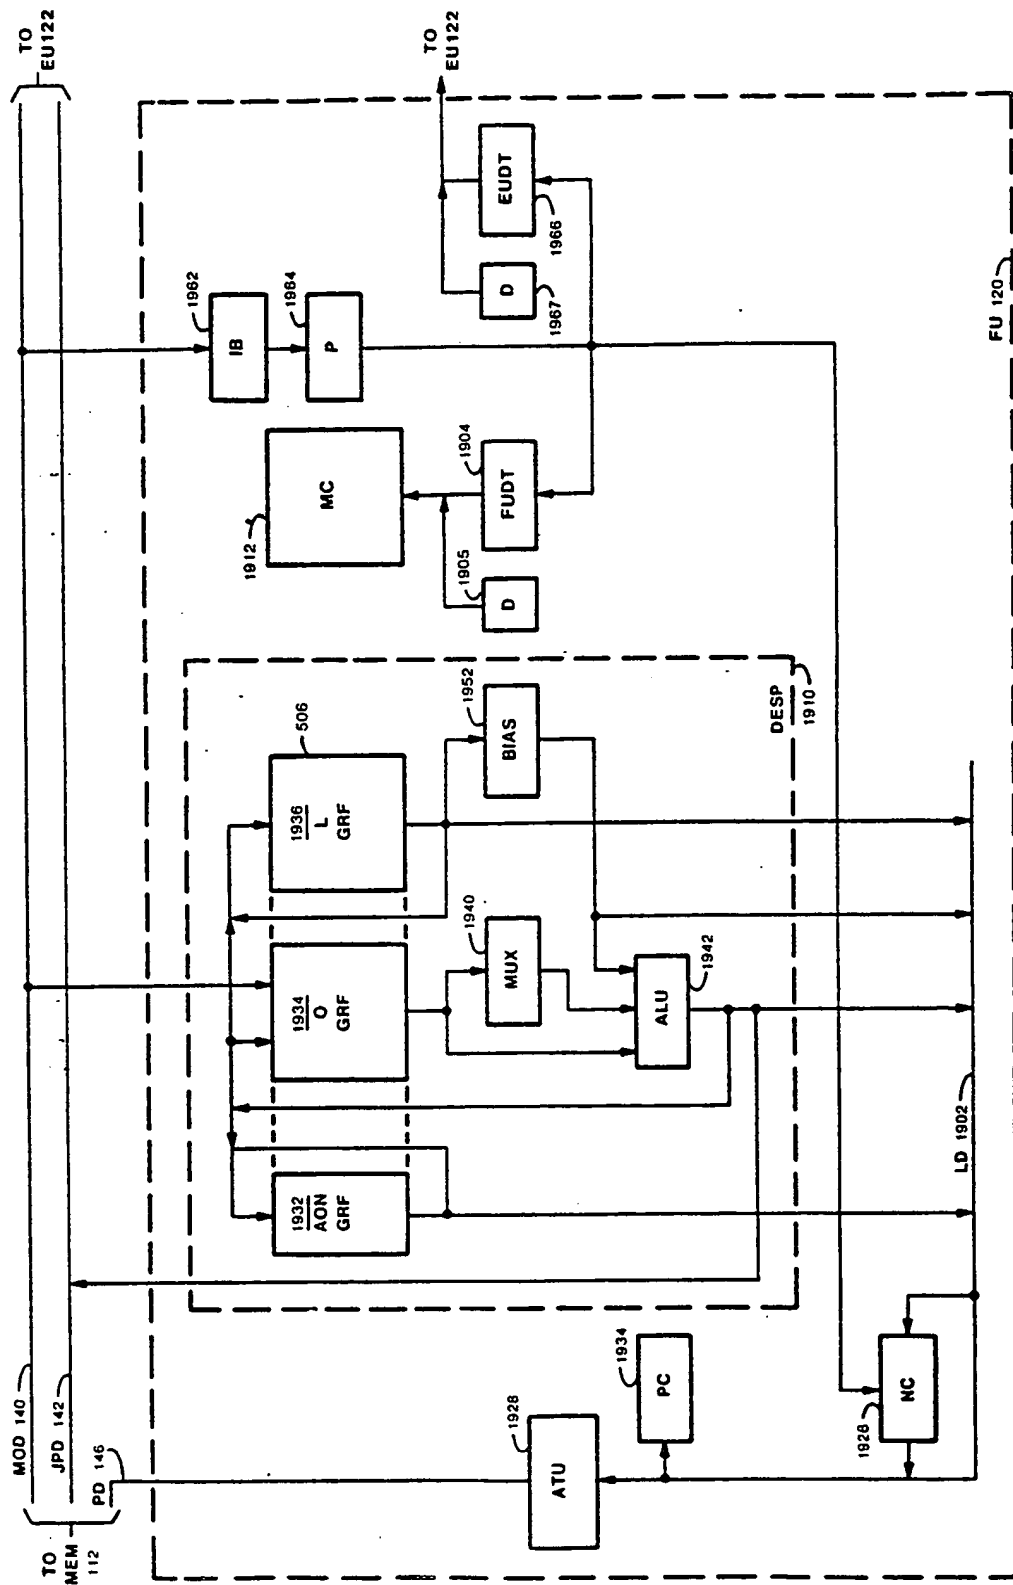 TO
EU122
MOD 140
JPD 142
PD 146
TO
MEM
112
TO
EU122
1962
IB
1964
P
EUDT
1966
D
1967
1912
MC
1904
FUDT
1905
D
506
1936
L
GRF
1934
O
GRF
1932
AON
GRF
1952
BIAS
1940
MUX
1942
ALU
DESP
1910
1928
ATU
1934
PC
1926
NC
LD 1902
FU 120